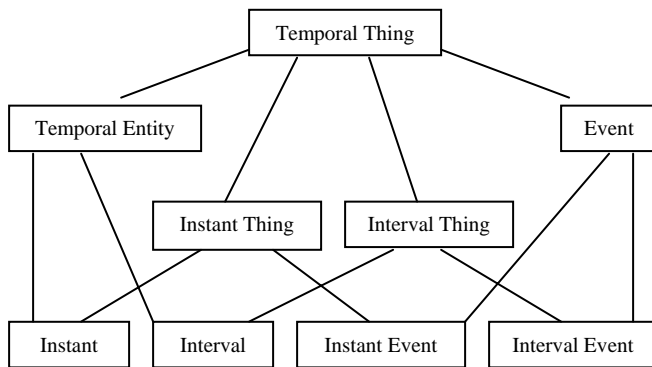 Temporal Thing
Temporal Entity
Event
Instant Thing
Interval Thing
Instant
Interval
Instant Event
Interval Event